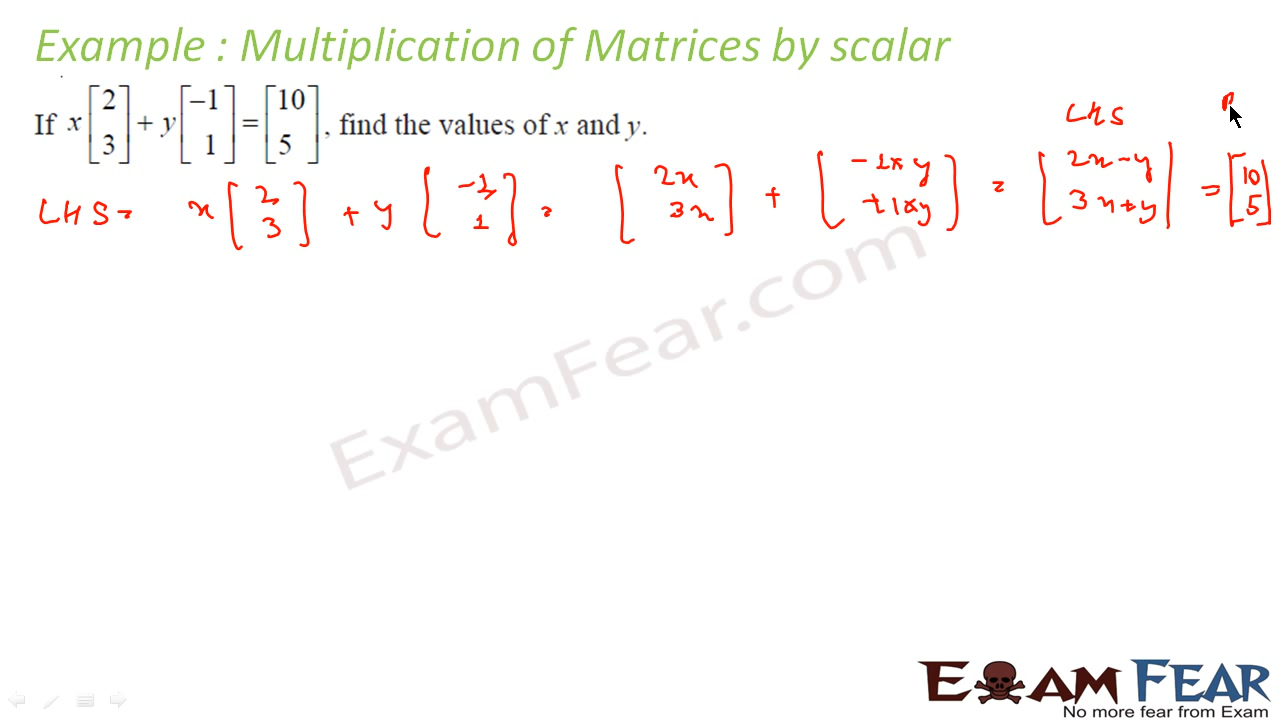 Example : Multiplication of Matrices by scalar
If x [2 3] + y [−1 1] = [10 5], find the values of x and y.
LHS
LHS = x [2 3] + y [-1 1] = [2x 3x] + [-1×y +1×y] = [2x-y 3x+y] = [10 5]
ExamFear.com
EXAM FEAR
No more fear from Exam